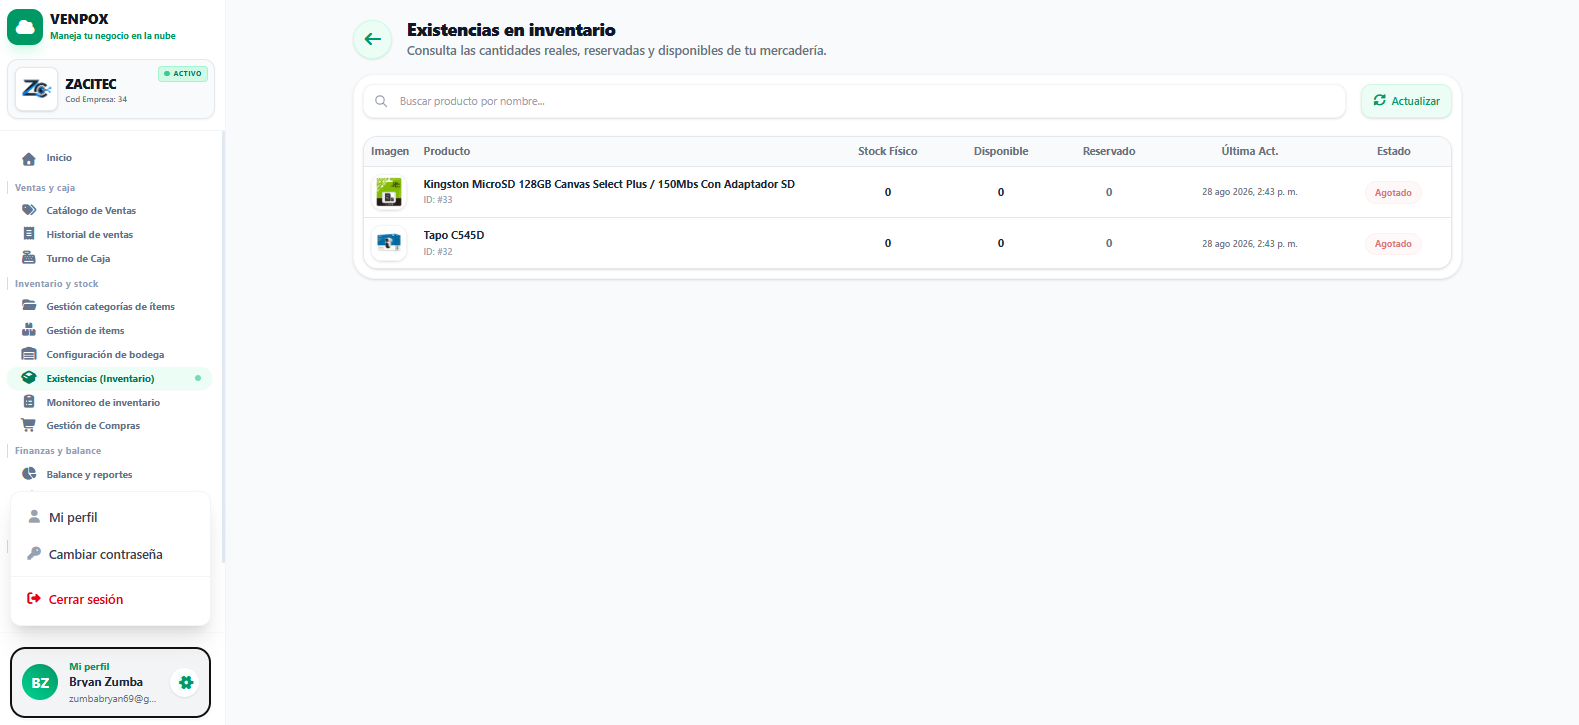 VENPOX
Maneja tu negocio en la nube
ACTIVO
ZACITEC
Cod Empresa: 34
Inicio
Ventas y caja
Catálogo de Ventas
Historial de ventas
Turno de Caja
Inventario y stock
Gestión categorías de ítems
Gestión de items
Configuración de bodega
Existencias (Inventario)
Monitoreo de inventario
Gestión de Compras
Finanzas y balance
Balance y reportes
Mi perfil
Cambiar contraseña
Cerrar sesión
BZ
Mi perfil
Bryan Zumba
zumbabryan69@g...
Existencias en inventario
Consulta las cantidades reales, reservadas y disponibles de tu mercadería.
Buscar producto por nombre...
Actualizar
Imagen Producto Stock Físico Disponible Reservado Última Act. Estado
Kingston MicroSD 128GB Canvas Select Plus / 150Mbs Con Adaptador SD
ID: #33
0 0 0 28 ago 2026, 2:43 p. m. Agotado
Tapo C545D
ID: #32
0 0 0 28 ago 2026, 2:43 p. m. Agotado